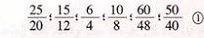 25/20 ; 15/12 ; 6/4 ; 10/8 ; 60/48 ; 50/40 ①